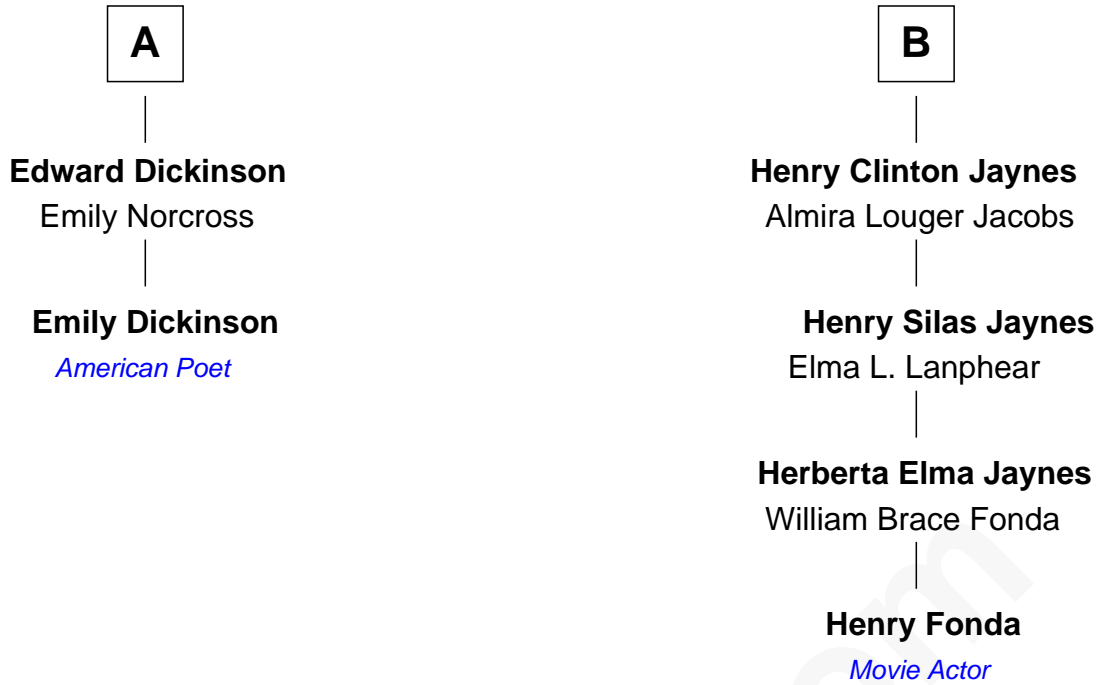 A
Edward Dickinson
Emily Norcross
Emily Dickinson
American Poet
B
Henry Clinton Jaynes
Almira Louger Jacobs
Henry Silas Jaynes
Elma L. Lanphear
Herberta Elma Jaynes
William Brace Fonda
Henry Fonda
Movie Actor
om